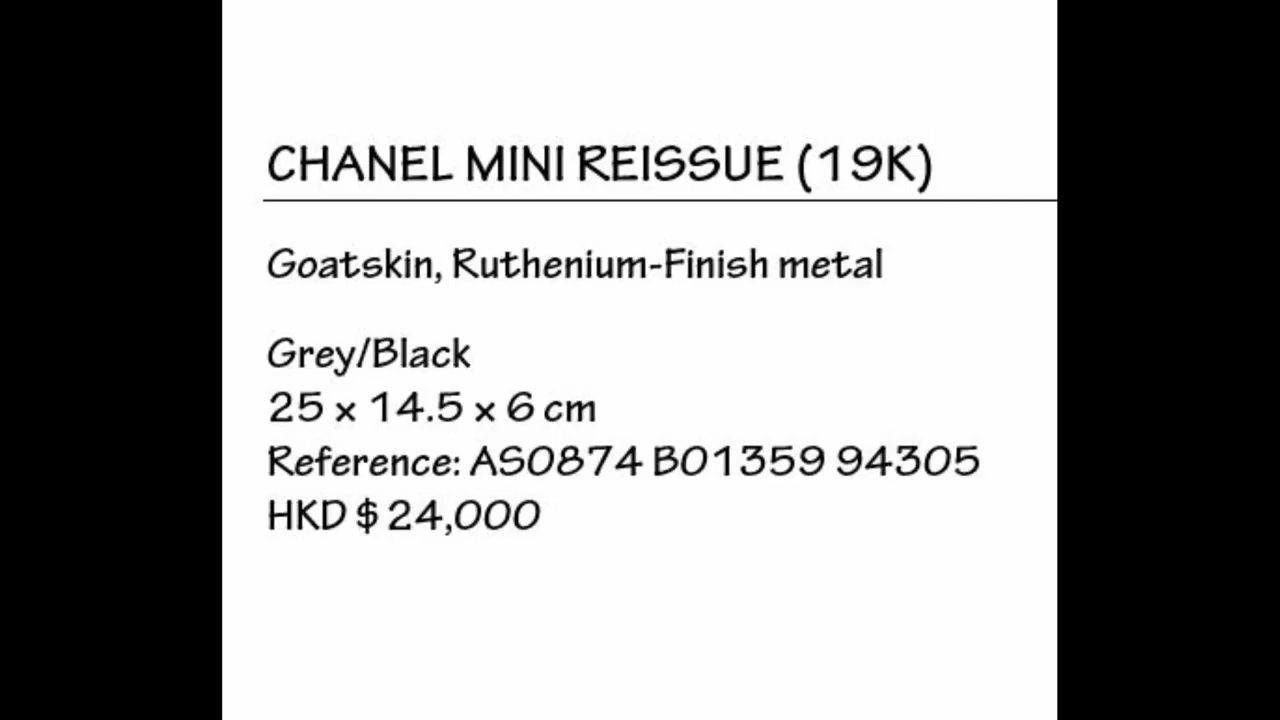 CHANEL MINI REISSUE (19K)
Goatskin, Ruthenium-Finish metal
Grey/Black
25 x 14.5 x 6 cm
Reference: AS0874 B01359 94305
HKD $ 24,000